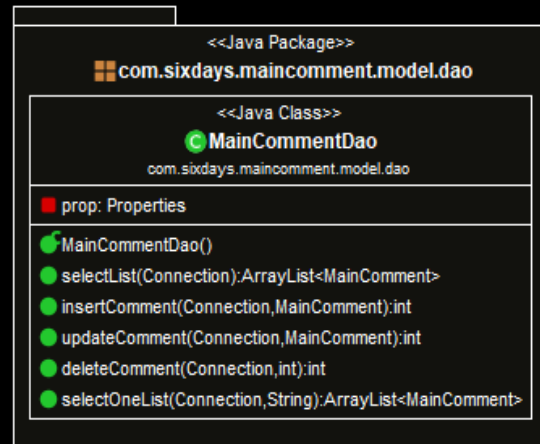 <<Java Package>>
com.sixdays.maincomment.model.dao
<<Java Class>>
C MainCommentDao
com.sixdays.maincomment.model.dao
prop: Properties
MainCommentDao()
selectList(Connection):ArrayList<MainComment>
insertComment(Connection,MainComment):int
updateComment(Connection,MainComment):int
deleteComment(Connection,int):int
selectOneList(Connection,String):ArrayList<MainComment>